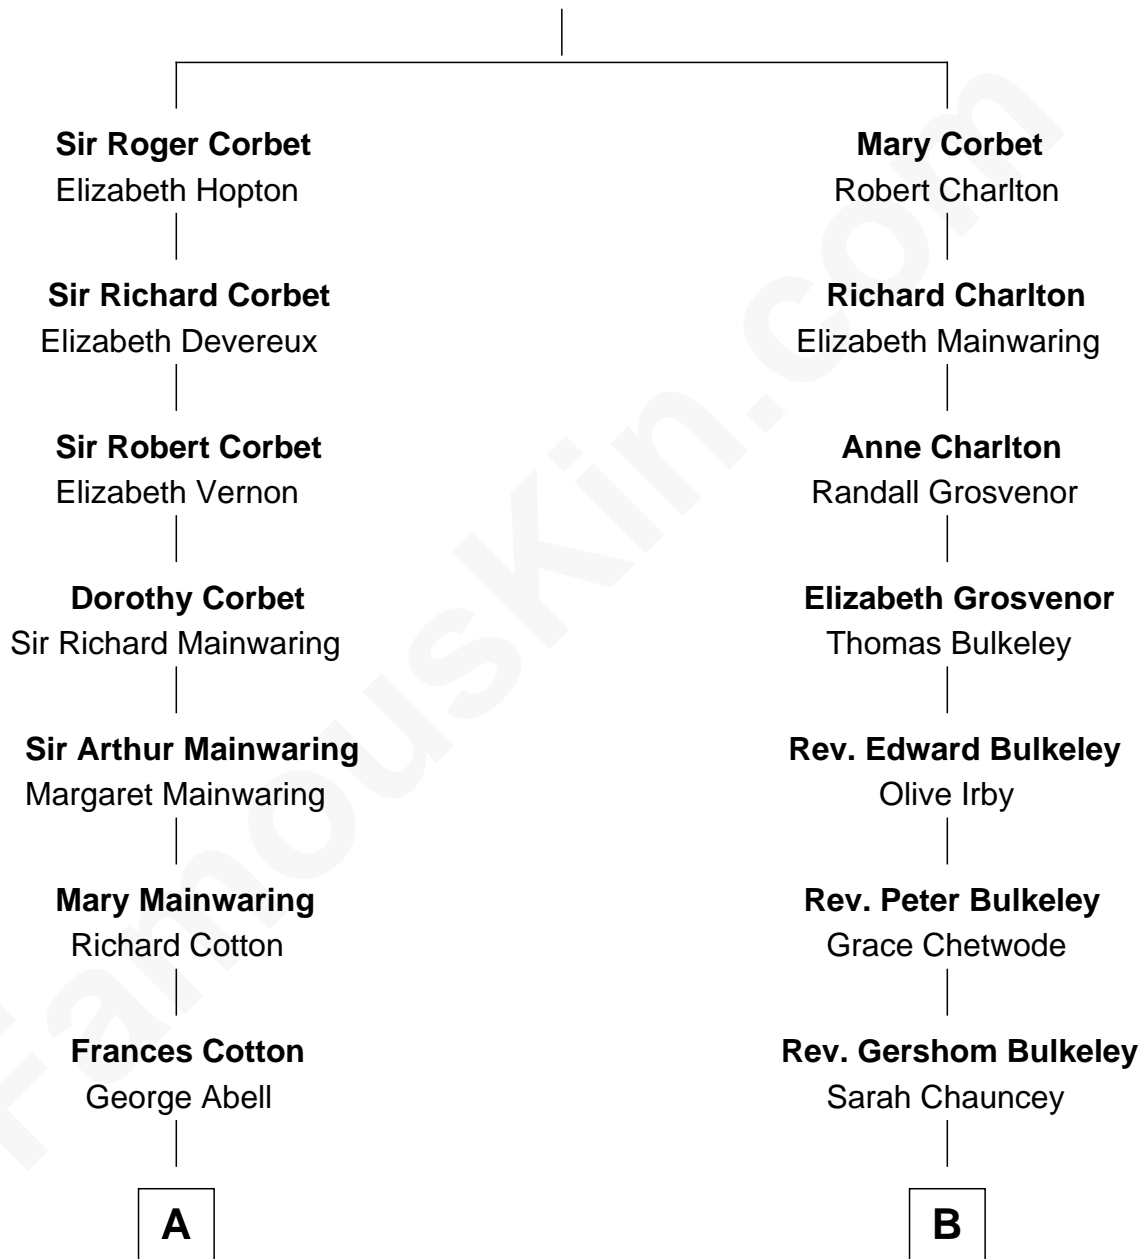 Sir Roger Corbet
Elizabeth Hopton
Mary Corbet
Robert Charlton
Sir Richard Corbet
Elizabeth Devereux
Richard Charlton
Elizabeth Mainwaring
Sir Robert Corbet
Elizabeth Vernon
Anne Charlton
Randall Grosvenor
Dorothy Corbet
Sir Richard Mainwaring
Elizabeth Grosvenor
Thomas Bulkeley
Sir Arthur Mainwaring
Margaret Mainwaring
Rev. Edward Bulkeley
Olive Irby
Mary Mainwaring
Richard Cotton
Rev. Peter Bulkeley
Grace Chetwode
Frances Cotton
George Abell
Rev. Gershom Bulkeley
Sarah Chauncey
A
B
FamousKin.com